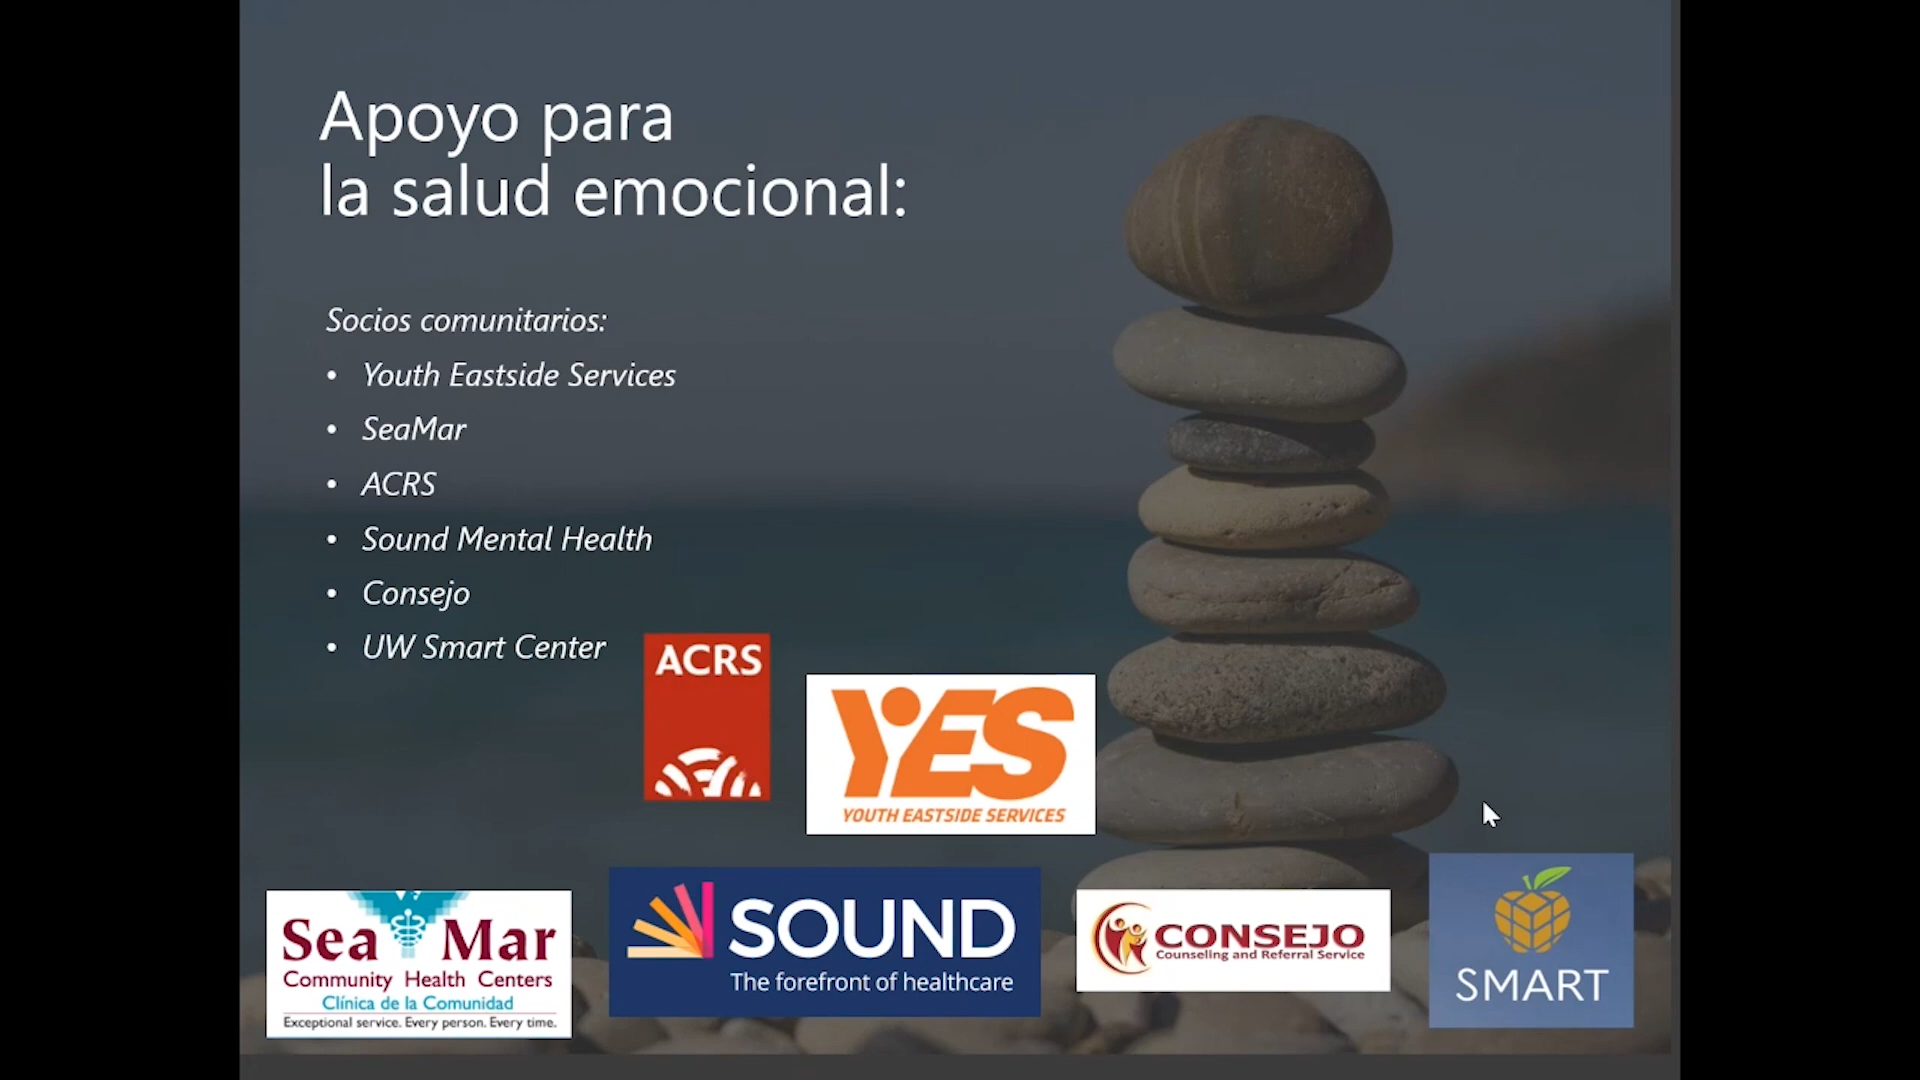 Apoyo para
la salud emocional:
Socios comunitarios:
• Youth Eastside Services
• SeaMar
• ACRS
• Sound Mental Health
• Consejo
• UW Smart Center
ACRS
YES
YOUTH EASTSIDE SERVICES
Sea Mar
Community Health Centers
Clínica de la Comunidad
Exceptional service. Every person. Every time.
SOUND
The forefront of healthcare
CONSEJO
Counseling and Referral Service
SMART